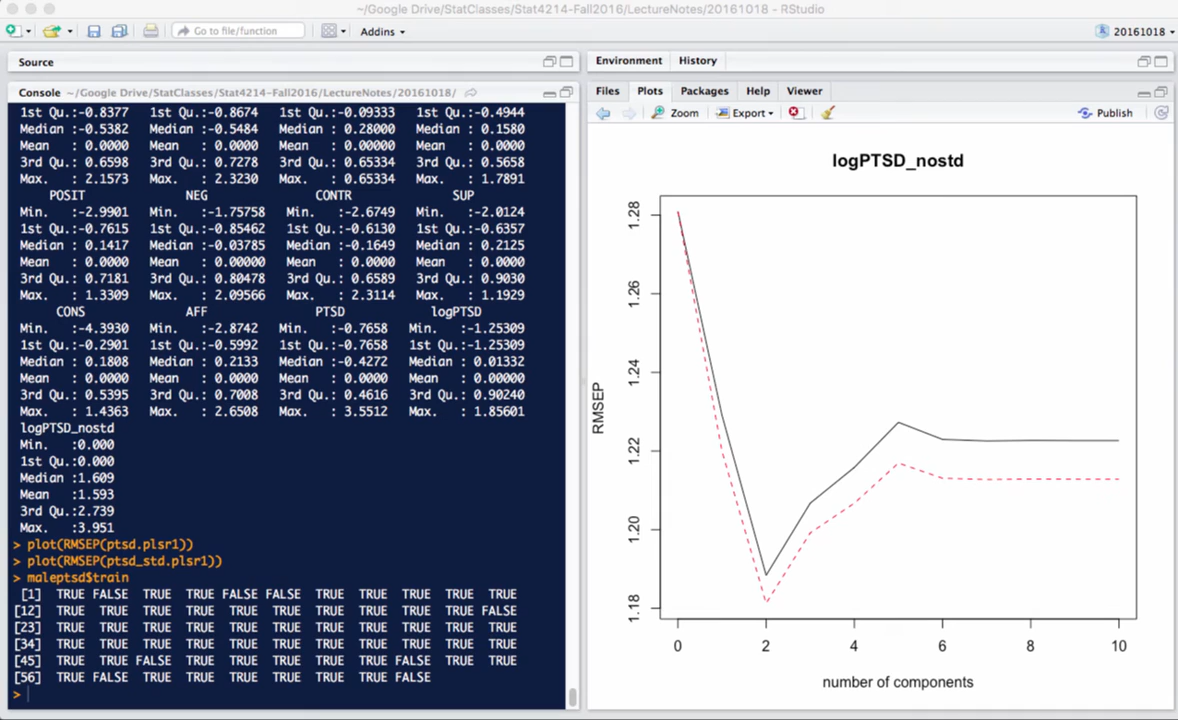 ~/Google Drive/StatClasses/Stat4214-Fall2016/LectureNotes/20161018 - RStudio
Go to file/function
Addins
20161018
Source
Console ~/Google Drive/StatClasses/Stat4214-Fall2016/LectureNotes/20161018/
1st Qu.:-0.8377 1st Qu.:-0.8674 1st Qu.:-0.09333 1st Qu.:-0.4944
Median :-0.5382 Median :-0.5484 Median : 0.28000 Median : 0.1580
Mean : 0.0000 Mean : 0.0000 Mean : 0.00000 Mean : 0.0000
3rd Qu.: 0.6598 3rd Qu.: 0.7278 3rd Qu.: 0.65334 3rd Qu.: 0.5658
Max. : 2.1573 Max. : 2.3230 Max. : 0.65334 Max. : 1.7891
POSIT NEG CONTR SUP
Min. :-2.9901 Min. :-1.75758 Min. :-2.6749 Min. :-2.0124
1st Qu.:-0.7615 1st Qu.:-0.85462 1st Qu.:-0.6130 1st Qu.:-0.6357
Median : 0.1417 Median :-0.03785 Median :-0.1649 Median : 0.2125
Mean : 0.0000 Mean : 0.00000 Mean : 0.0000 Mean : 0.0000
3rd Qu.: 0.7181 3rd Qu.: 0.80478 3rd Qu.: 0.6589 3rd Qu.: 0.9030
Max. : 1.3309 Max. : 2.09566 Max. : 2.3114 Max. : 1.1929
CONS AFF PTSD logPTSD
Min. :-4.3930 Min. :-2.8742 Min. :-0.7658 Min. :-1.25309
1st Qu.:-0.2901 1st Qu.:-0.5992 1st Qu.:-0.7658 1st Qu.:-1.25309
Median : 0.1808 Median : 0.2133 Median :-0.4272 Median : 0.01332
Mean : 0.0000 Mean : 0.0000 Mean : 0.0000 Mean : 0.00000
3rd Qu.: 0.5395 3rd Qu.: 0.7008 3rd Qu.: 0.4616 3rd Qu.: 0.90240
Max. : 1.4363 Max. : 2.6508 Max. : 3.5512 Max. : 1.85601
logPTSD_nostd
Min. :0.000
1st Qu.:0.000
Median :1.609
Mean :1.593
3rd Qu.:2.739
Max. :3.951
> plot(RMSEP(ptsd.plsr1))
> plot(RMSEP(ptsd_std.plsr1))
> maleptsd$train
[1] TRUE FALSE TRUE TRUE FALSE FALSE TRUE TRUE TRUE TRUE TRUE
[12] TRUE TRUE TRUE TRUE TRUE TRUE TRUE TRUE TRUE TRUE FALSE
[23] TRUE TRUE TRUE TRUE TRUE TRUE TRUE TRUE TRUE TRUE TRUE
[34] TRUE TRUE TRUE TRUE TRUE TRUE TRUE TRUE TRUE TRUE TRUE
[45] TRUE TRUE FALSE TRUE TRUE TRUE TRUE TRUE FALSE TRUE TRUE
[56] TRUE FALSE TRUE TRUE TRUE TRUE TRUE TRUE FALSE
>
Environment History
Files Plots Packages Help Viewer
Zoom Export Publish
logPTSD_nostd
RMSEP
1.28
1.26
1.24
1.22
1.20
1.18
0 2 4 6 8 10
number of components